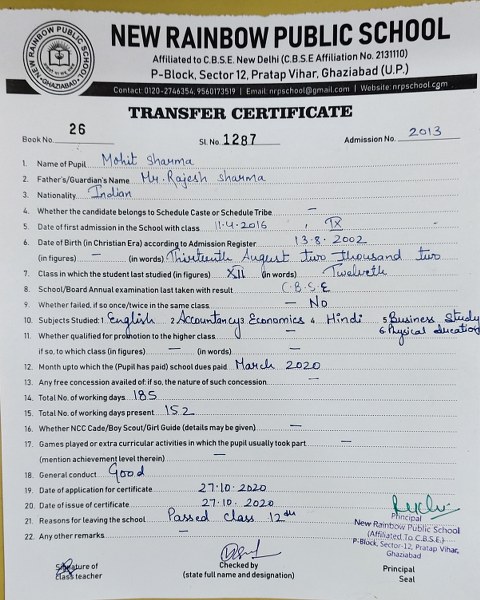 NEW RAINBOW PUBLIC SCHOOL
NEW RAINBOW PUBLIC SCHOOL
GHAZIABAD
Affiliated to C.B.S.E. New Delhi (C.B.S.E Affiliation No. 2131110)
P-Block, Sector 12, Pratap Vihar, Ghaziabad (U.P.)
Contact: 0120-2746354, 9560173519 | Email: nrpschool@gmail.com | Website: nrpschool.com
TRANSFER CERTIFICATE
Book No. 26 Sl. No. 1287 Admission No. 2013
1. Name of Pupil Mohit Sharma
2. Father's/Guardian's Name Mr. Rajesh Sharma
3. Nationality Indian
4. Whether the candidate belongs to Schedule Caste or Schedule Tribe —
5. Date of first admission in the School with class 11.4.2016, IX
6. Date of Birth (in Christian Era) according to Admission Register 13.8.2002
(in figures) — (in words) Thirteenth August two thousand two
7. Class in which the student last studied (in figures) XII (in words) Twelveth
8. School/Board Annual examination last taken with result C.B.S.E
9. Whether failed, if so once/twice in the same class — No
10. Subjects Studied: 1 English 2 Accountancy 3 Economics 4 Hindi 5 Business Study
6 Physical ducation
11. Whether qualified for promotion to the higher class —
if so, to which class (in figures) — (in words) —
12. Month upto which the (Pupil has paid) school dues paid March 2020
13. Any free concession availed of: if so, the nature of such concession —
14. Total No. of working days 185
15. Total No. of working days present 152
16. Whether NCC Cade/Boy Scout/Girl Guide (details may be given) —
17. Games played or extra curricular activities in which the pupil usually took part —
(mention achievement level therein) —
18. General conduct Good
19. Date of application for certificate 27.10.2020
20. Date of issue of certificate 27.10.2020
21. Reasons for leaving the school Passed Class 12th
22. Any other remarks —
Principal
New Rainbow Public School
(Affiliated To C.B.S.E.)
P-Block, Sector-12, Pratap Vihar,
Ghaziabad
Signature of
class teacher
Checked by
(state full name and designation)
Principal
Seal